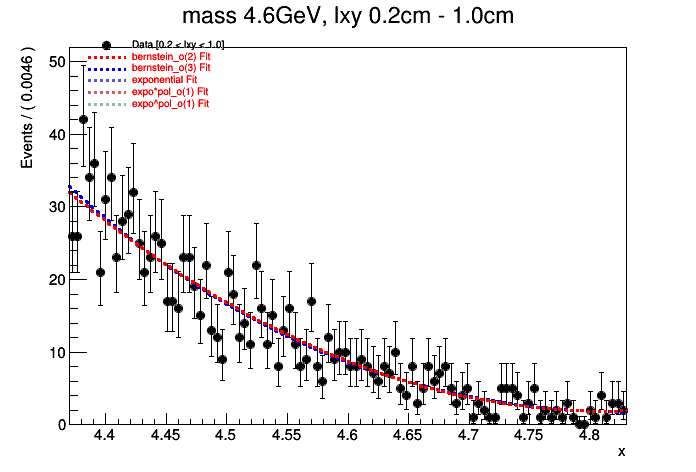 mass 4.6GeV, lxy 0.2cm - 1.0cm
Events / ( 0.0046 )
Data [0.2 < lxy < 1.0]
bernstein_o(2) Fit
bernstein_o(3) Fit
exponential Fit
expo*pol_o(1) Fit
expo^pol_o(1) Fit
50
40
30
20
10
0
4.4 4.45 4.5 4.55 4.6 4.65 4.7 4.75 4.8
x